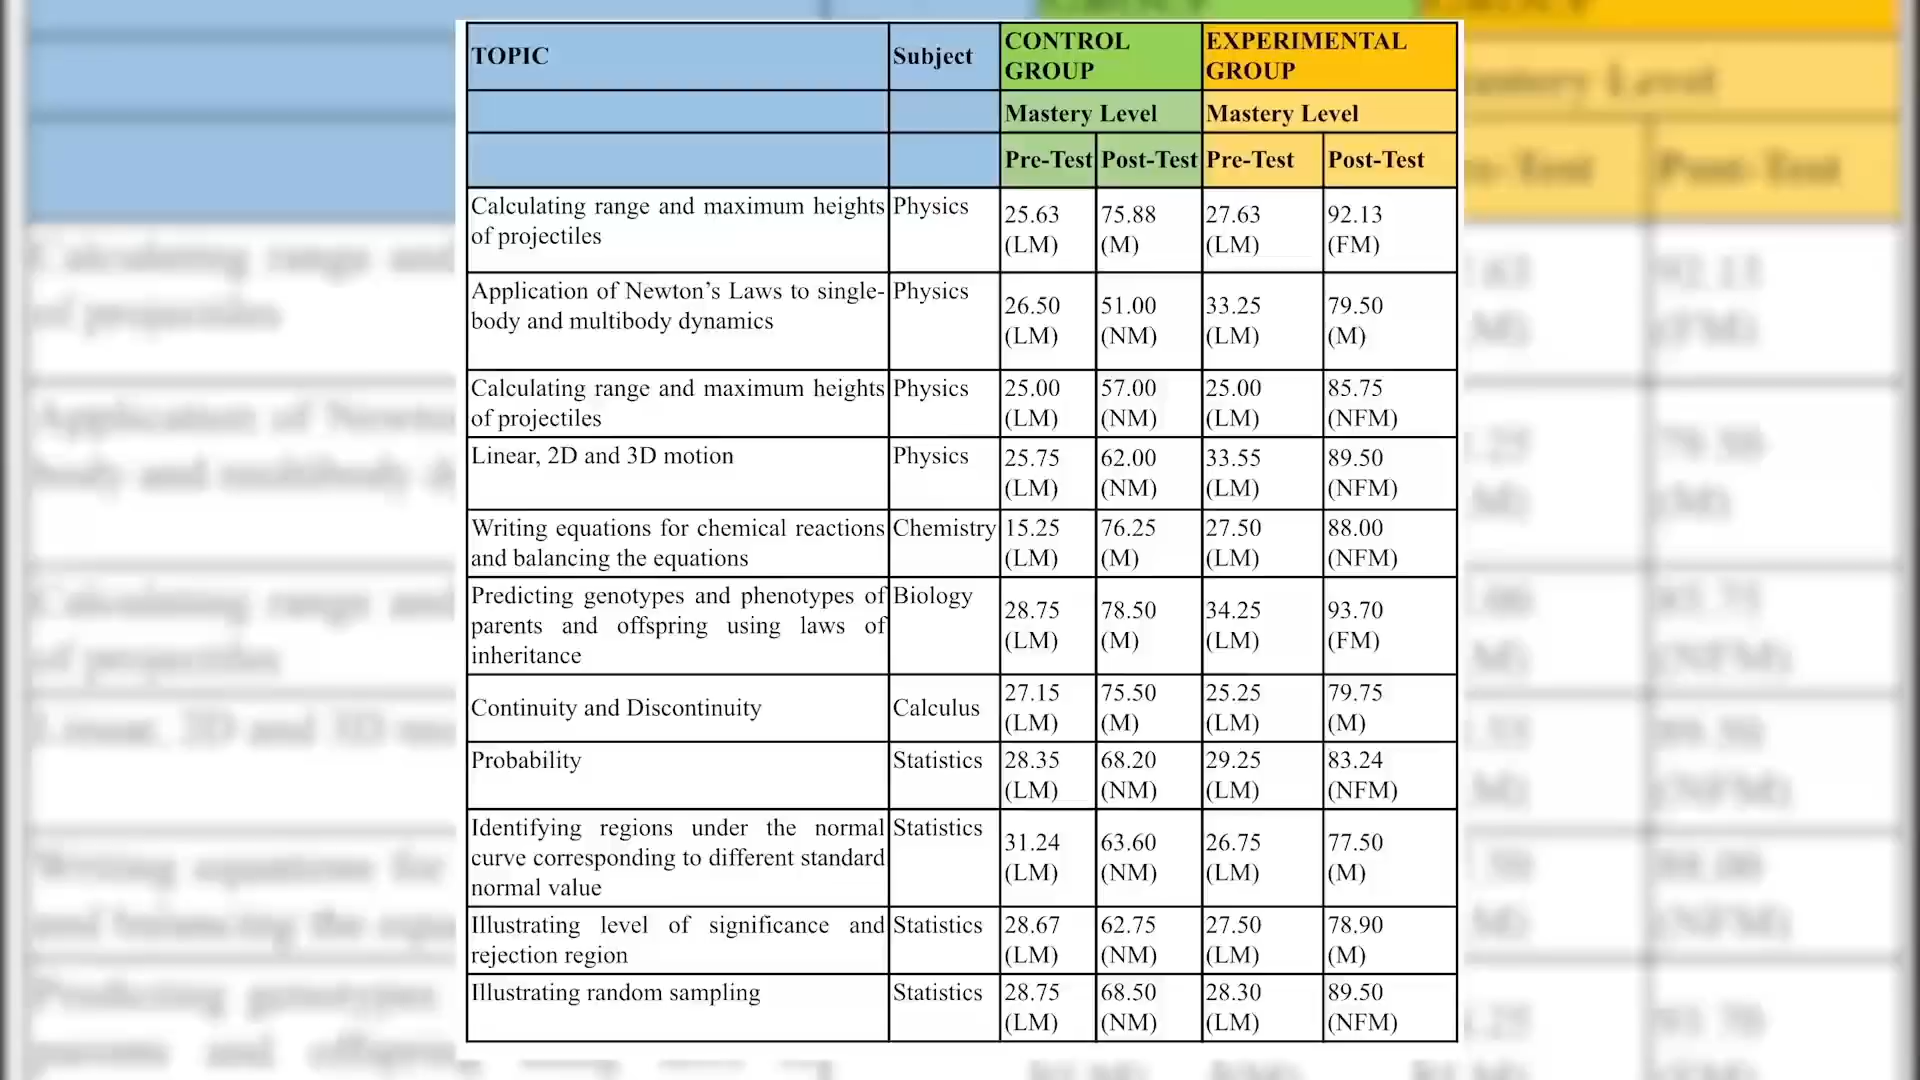 TOPIC Subject CONTROL GROUP EXPERIMENTAL GROUP
Mastery Level Mastery Level
Pre-Test Post-Test Pre-Test Post-Test
Calculating range and maximum heights Physics 25.63 75.88 27.63 92.13
of projectiles (LM) (M) (LM) (FM)
Application of Newton’s Laws to single- Physics 26.50 51.00 33.25 79.50
body and multibody dynamics (LM) (NM) (LM) (M)
Calculating range and maximum heights Physics 25.00 57.00 25.00 85.75
of projectiles (LM) (NM) (LM) (NFM)
Linear, 2D and 3D motion Physics 25.75 62.00 33.55 89.50
(LM) (NM) (LM) (NFM)
Writing equations for chemical reactions Chemistry 15.25 76.25 27.50 88.00
and balancing the equations (LM) (M) (LM) (NFM)
Predicting genotypes and phenotypes of Biology 28.75 78.50 34.25 93.70
parents and offspring using laws of (LM) (M) (LM) (FM)
inheritance
Continuity and Discontinuity Calculus 27.15 75.50 25.25 79.75
(LM) (M) (LM) (M)
Probability Statistics 28.35 68.20 29.25 83.24
(LM) (NM) (LM) (NFM)
Identifying regions under the normal Statistics 31.24 63.60 26.75 77.50
curve corresponding to different standard (LM) (NM) (LM) (M)
normal value
Illustrating level of significance and Statistics 28.67 62.75 27.50 78.90
rejection region (LM) (NM) (LM) (M)
Illustrating random sampling Statistics 28.75 68.50 28.30 89.50
(LM) (NM) (LM) (NFM)